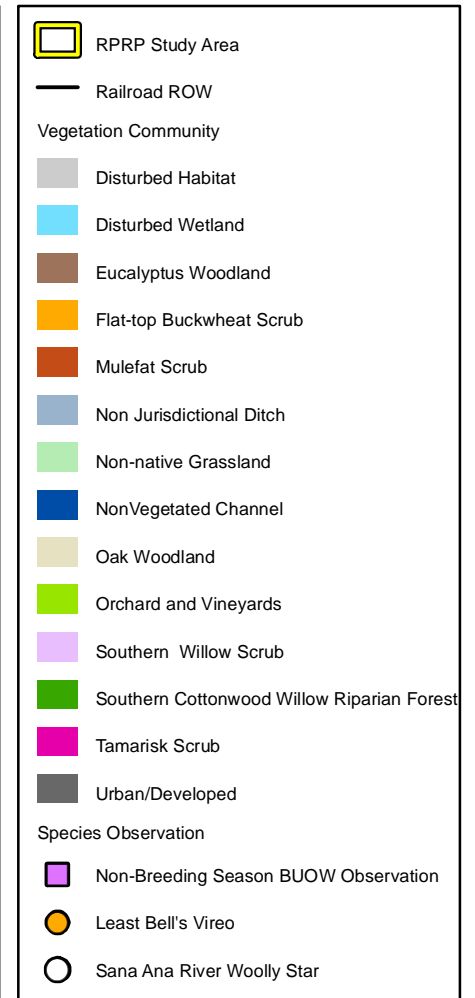 RPRP Study Area
Railroad ROW
Vegetation Community
Disturbed Habitat
Disturbed Wetland
Eucalyptus Woodland
Flat-top Buckwheat Scrub
Mulefat Scrub
Non Jurisdictional Ditch
Non-native Grassland
NonVegetated Channel
Oak Woodland
Orchard and Vineyards
Southern Willow Scrub
Southern Cottonwood Willow Riparian Forest
Tamarisk Scrub
Urban/Developed
Species Observation
Non-Breeding Season BUOW Observation
Least Bell's Vireo
Sana Ana River Woolly Star